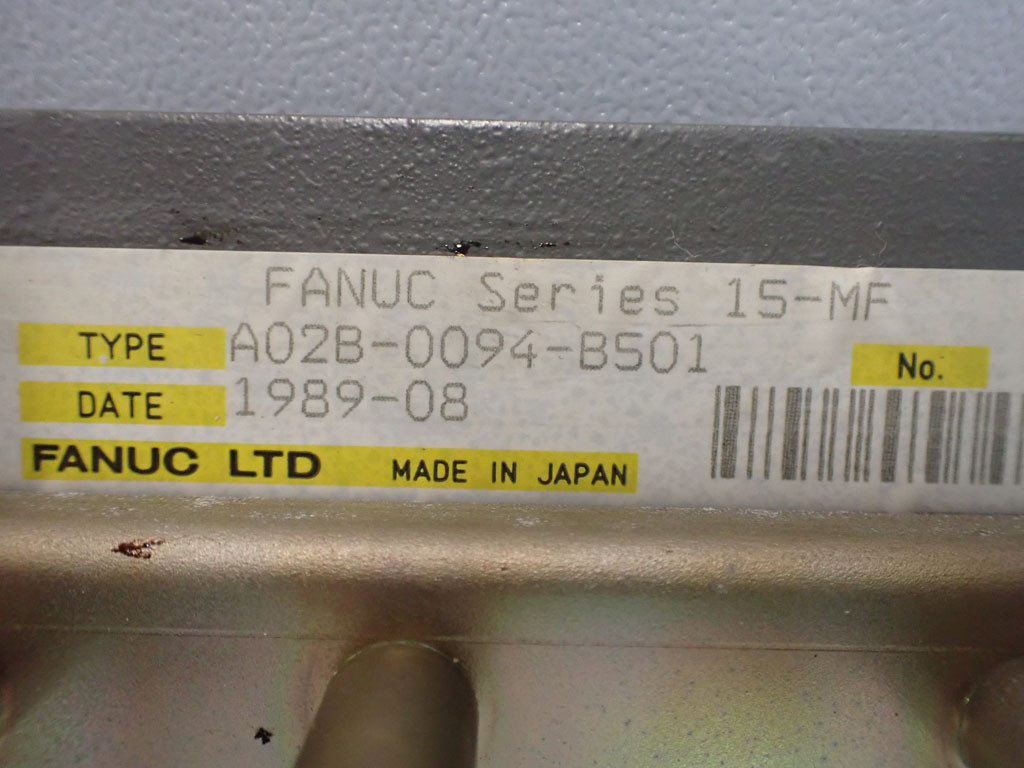 FANUC Series 15-MF
TYPE A02B-0094-B501
No.
DATE 1989-08
FANUC LTD MADE IN JAPAN